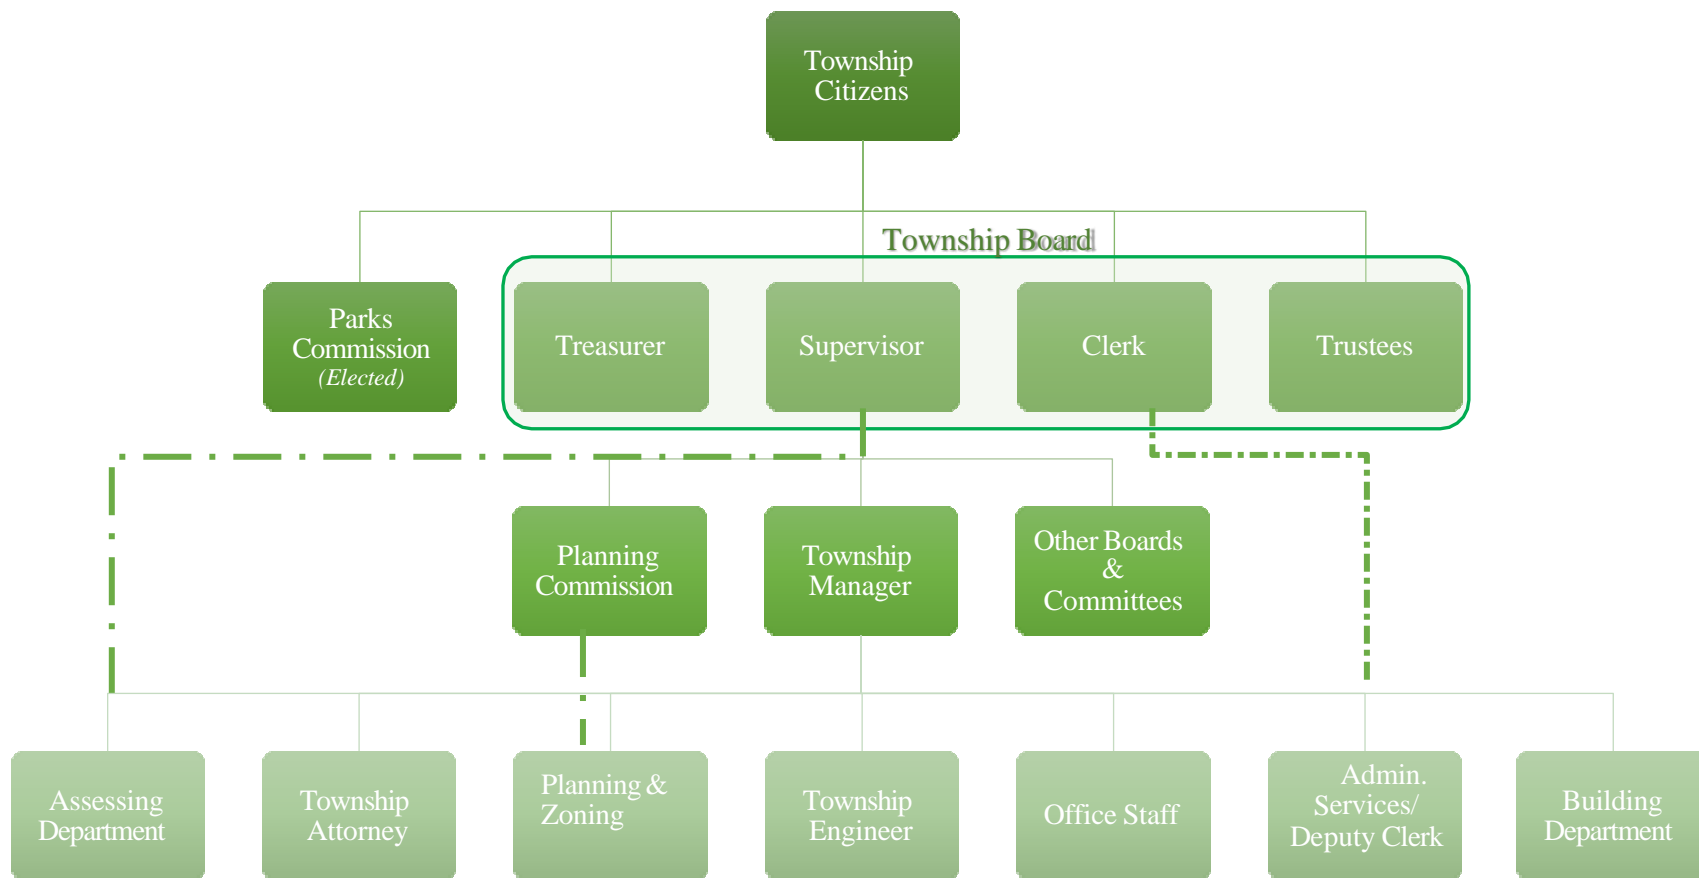 Township
Citizens
Township Board
Parks
Commission
(Elected)
Treasurer
Supervisor
Clerk
Trustees
Planning
Commission
Township
Manager
Other Boards
&
Committees
Assessing
Department
Township
Attorney
Planning &
Zoning
Township
Engineer
Office Staff
Admin.
Services/
Deputy Clerk
Building
Department